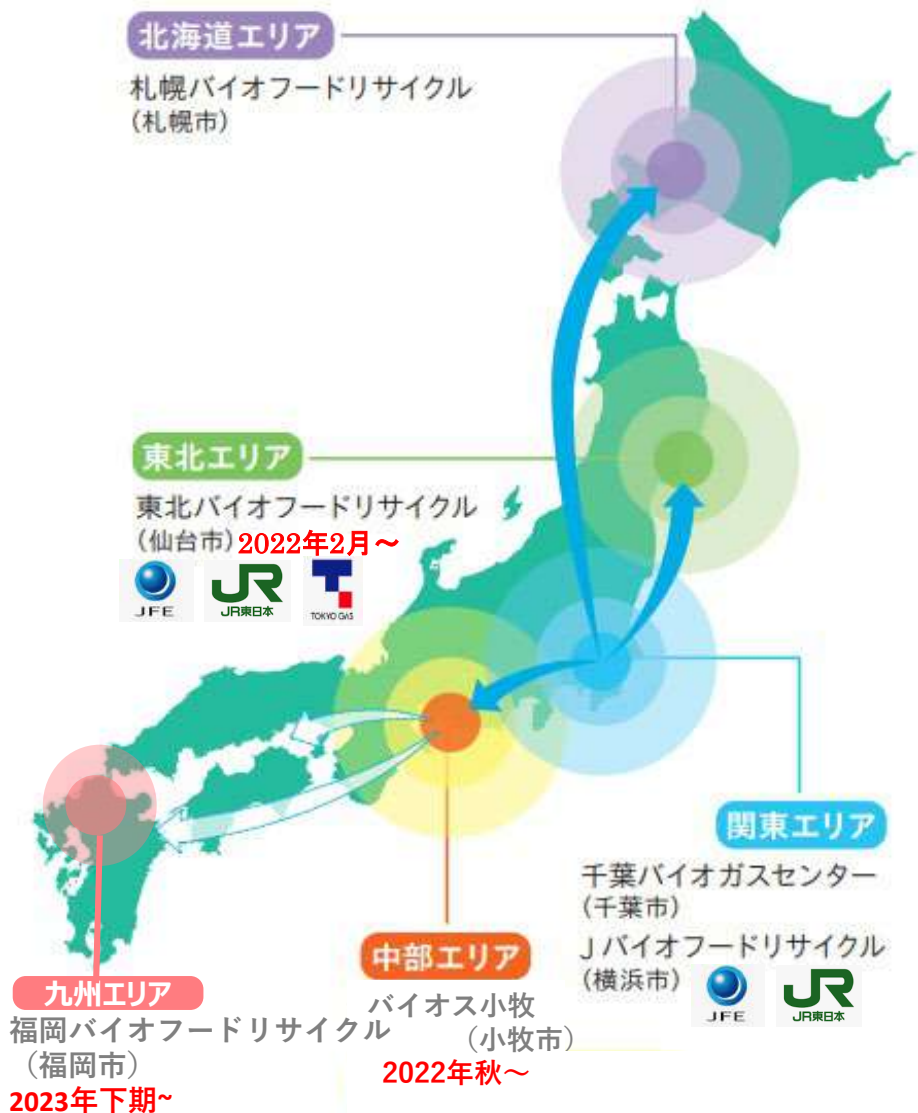 北海道エリア
札幌バイオフードリサイクル
(札幌市)
東北エリア
東北バイオフードリサイクル
(仙台市) 2022年2月～
JFE
JR
JR東日本
T
TOKYO GAS
関東エリア
千葉バイオガスセンター
(千葉市)
Jバイオフードリサイクル
(横浜市)
JFE
JR
JR東日本
中部エリア
バイオス小牧
（小牧市）
2022年秋～
九州エリア
福岡バイオフードリサイクル
（福岡市）
2023年下期~